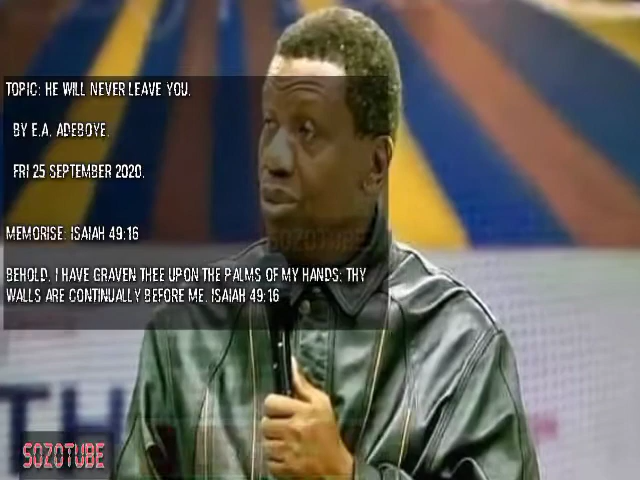 TOPIC: HE WILL NEVER LEAVE YOU.
BY E.A. ADEBOYE.
FRI 25 SEPTEMBER 2020.
MEMORISE: ISAIAH 49:16
BEHOLD, I HAVE GRAVEN THEE UPON THE PALMS OF MY HANDS; THY
WALLS ARE CONTINUALLY BEFORE ME. ISAIAH 49:16
SOZOTUBE
TH
SOZOTUBE